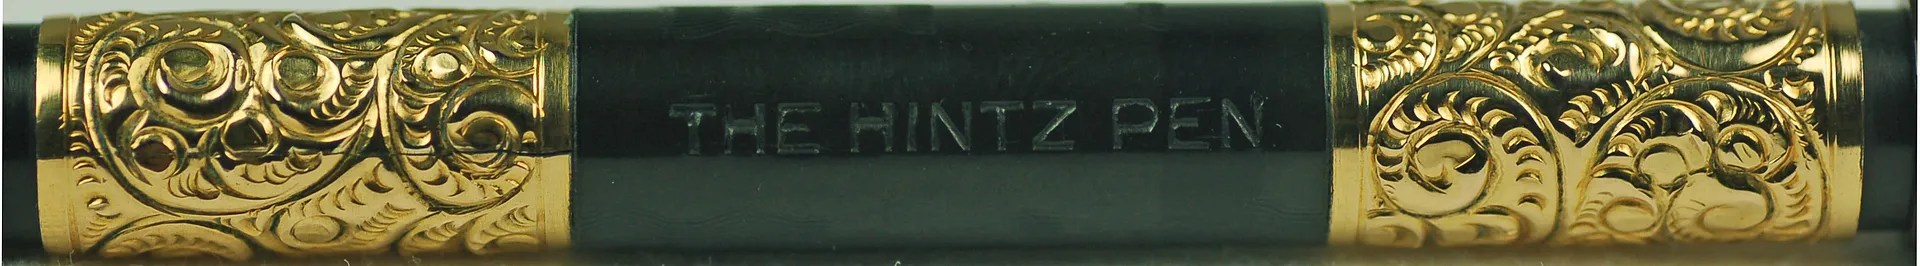 THE HINTZ PEN